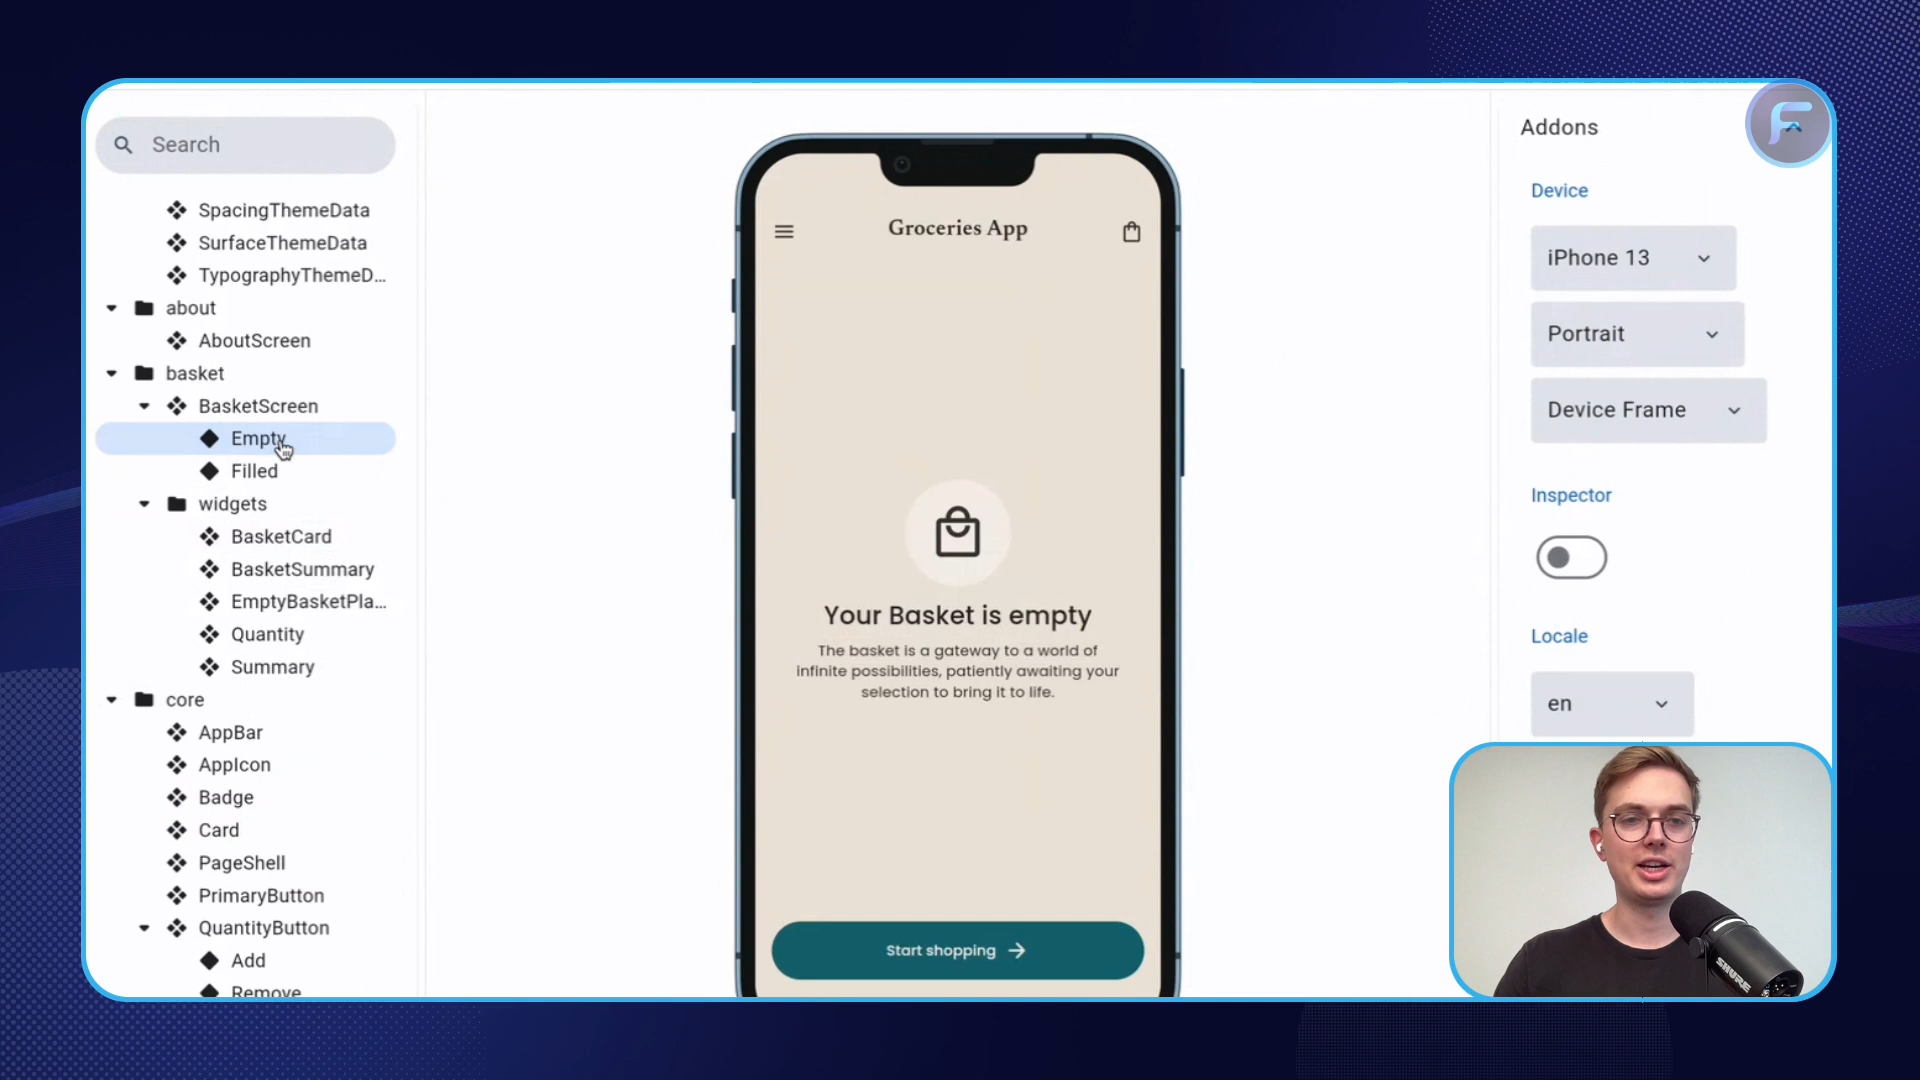 Search
SpacingThemeData
SurfaceThemeData
TypographyThemeD...
about
AboutScreen
basket
BasketScreen
Empty
Filled
widgets
BasketCard
BasketSummary
EmptyBasketPla...
Quantity
Summary
core
AppBar
AppIcon
Badge
Card
PageShell
PrimaryButton
QuantityButton
Add
Remove
Groceries App
Your Basket is empty
The basket is a gateway to a world of
infinite possibilities, patiently awaiting your
selection to bring it to life.
Start shopping
Addons
Device
iPhone 13
Portrait
Device Frame
Inspector
Locale
en
SHURE